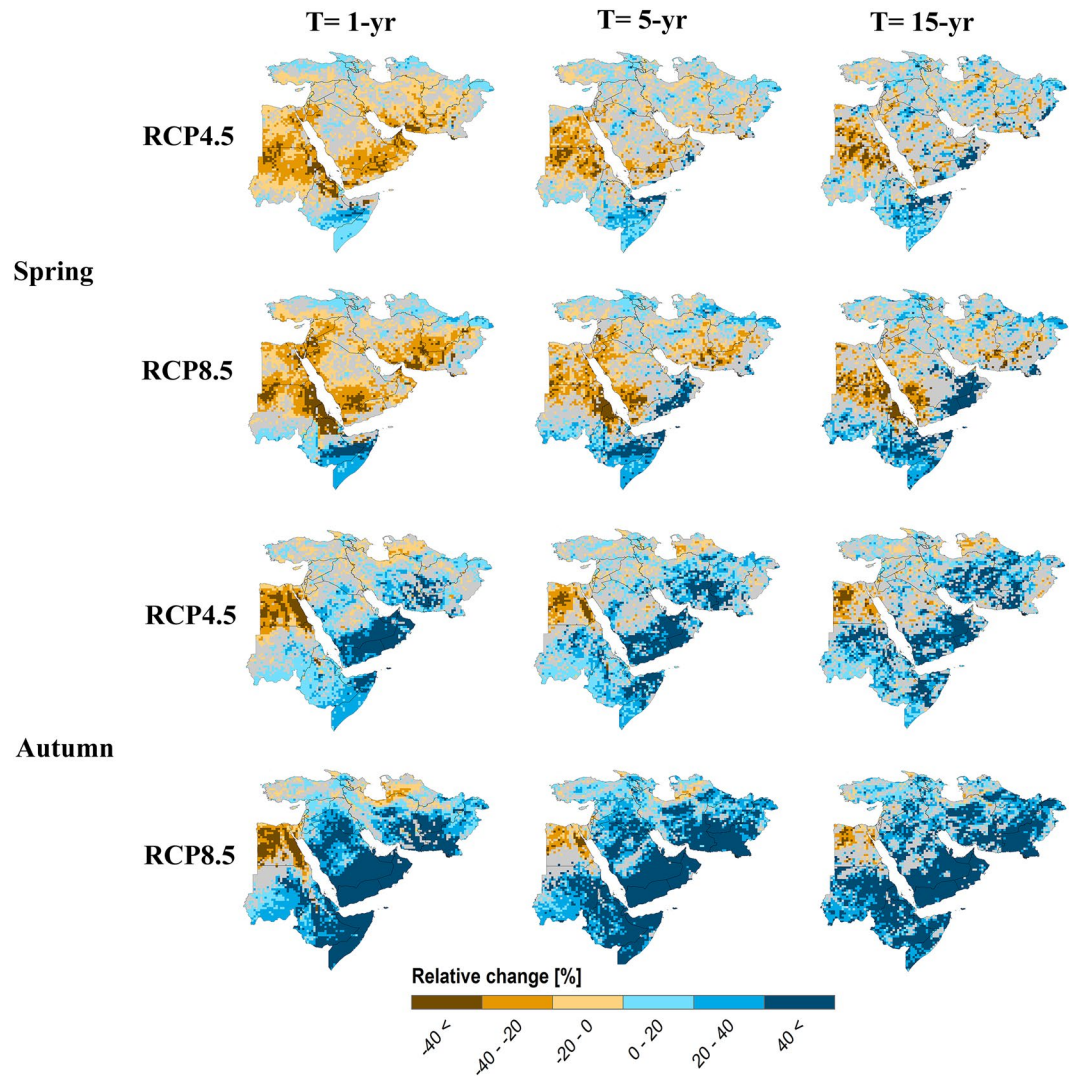 T= 1-yr
T= 5-yr
T= 15-yr
RCP4.5
Spring
RCP8.5
RCP4.5
Autumn
RCP8.5
Relative change [%]
-40 <
-40 - -20
-20 - 0
0 - 20
20 - 40
40 <